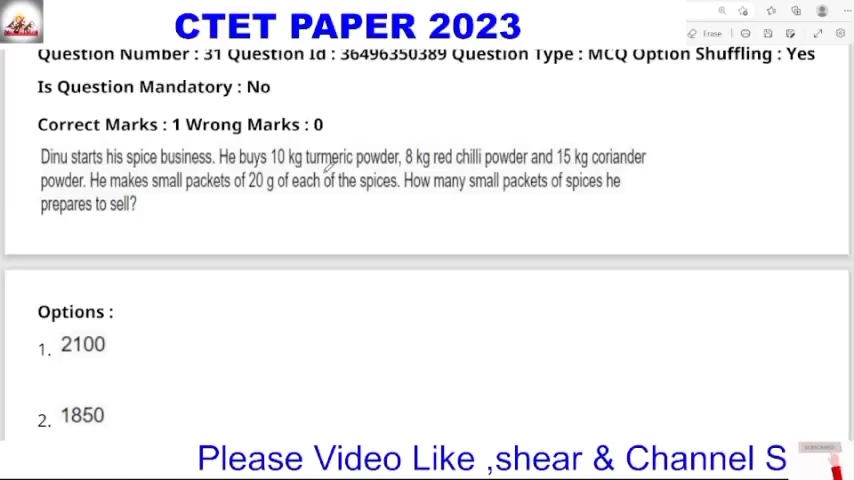 CTET PAPER 2023
Erase
Question Number : 31 Question Id : 36496350389 Question Type : MCQ Option Shuffling : Yes
Is Question Mandatory : No
Correct Marks : 1 Wrong Marks : 0
Dinu starts his spice business. He buys 10 kg turmeric powder, 8 kg red chilli powder and 15 kg coriander
powder. He makes small packets of 20 g of each of the spices. How many small packets of spices he
prepares to sell?
Options :
1. 2100
2. 1850
Please Video Like ,shear & Channel S